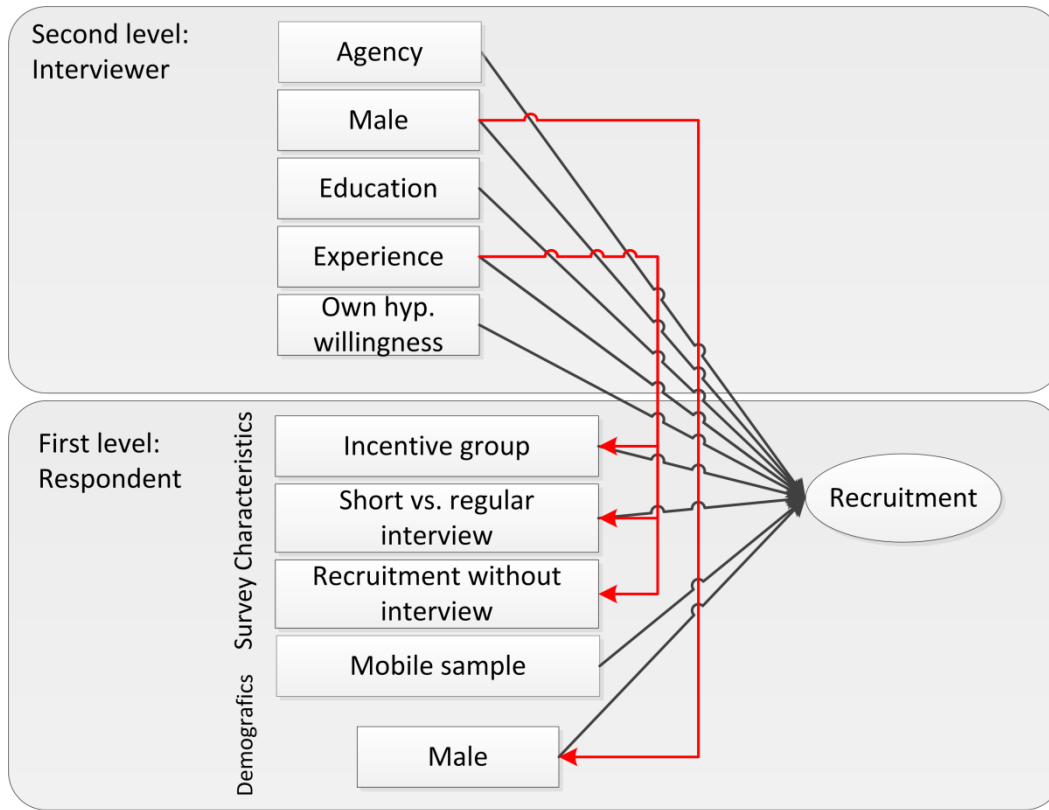 Second level:
Interviewer
Agency
Male
Education
Experience
Own hyp.
willingness
First level:
Respondent
Survey Characteristics
Incentive group
Short vs. regular
interview
Recruitment without
interview
Mobile sample
Demografics
Male
Recruitment